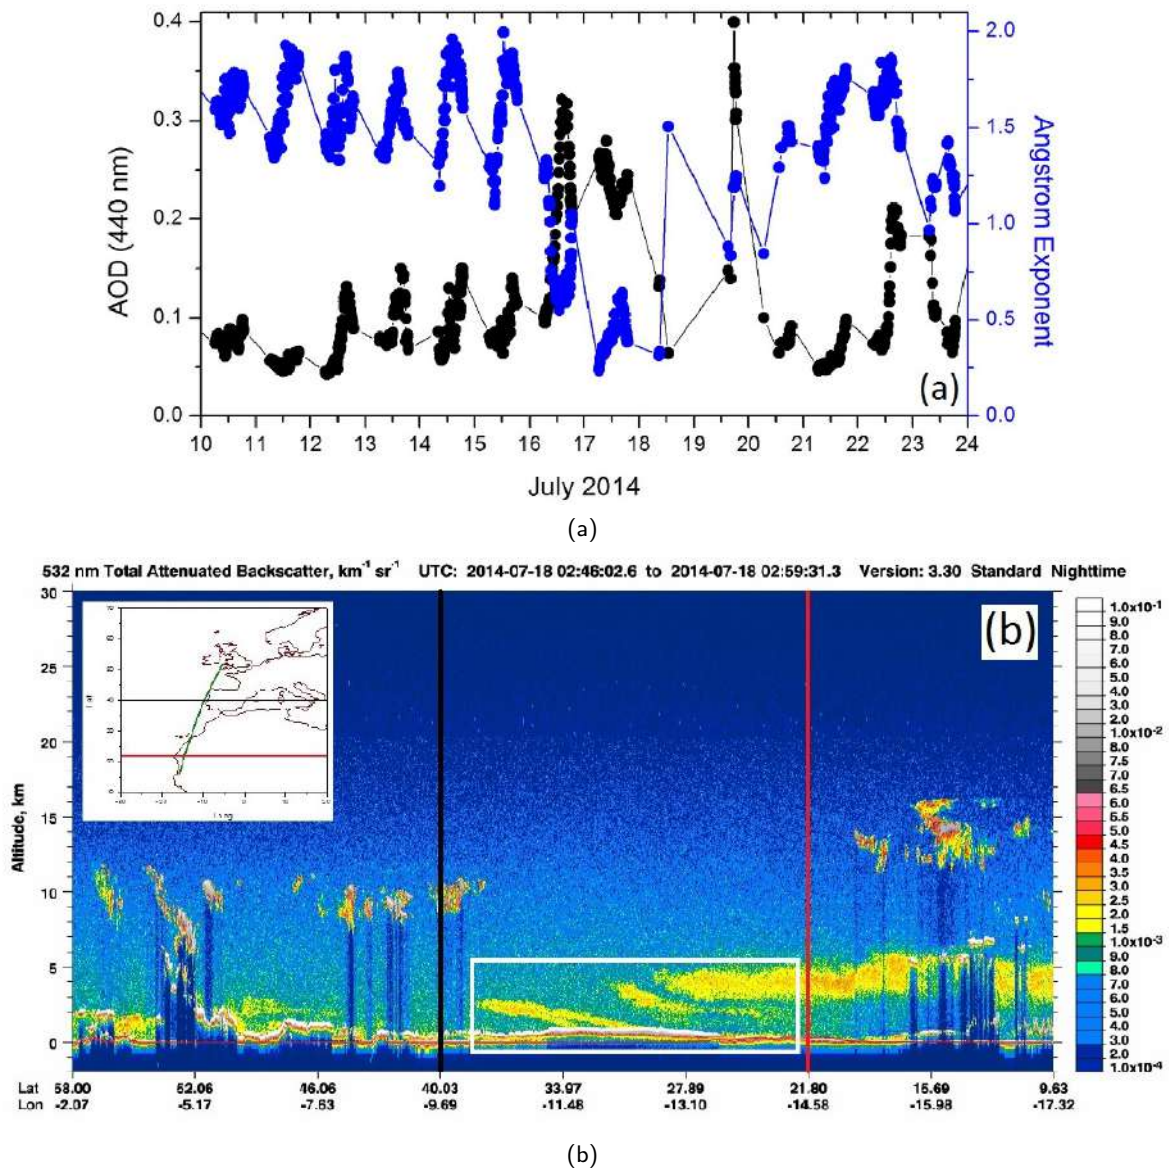 0.4
0.3
0.2
0.1
0.0
AOD (440 nm)
2.0
1.5
1.0
0.5
0.0
Angstrom Exponent
(a)
10 11 12 13 14 15 16 17 18 19 20 21 22 23 24
July 2014
(a)
532 nm Total Attenuated Backscatter, km⁻¹ sr⁻¹ UTC: 2014-07-18 02:46:02.6 to 2014-07-18 02:59:31.3 Version: 3.30 Standard Nighttime
(b)
30
25
20
15
10
5
0
Altitude, km
1.0x10⁻¹
9.0
8.0
7.0
6.0
5.0
4.0
3.0
2.0
1.0x10⁻²
8.0
7.5
7.0
6.5
6.0
5.5
5.0
4.5
4.0
3.5
3.0
2.5
2.0
1.5
1.0x10⁻³
9.0
8.0
7.0
6.0
5.0
4.0
3.0
2.0
1.0x10⁻⁴
Lat 58.00 52.06 46.06 40.03 33.97 27.89 21.80 15.69 9.63
Lon -2.07 -5.17 -7.63 -9.69 -11.48 -13.10 -14.58 -15.98 -17.32
(b)